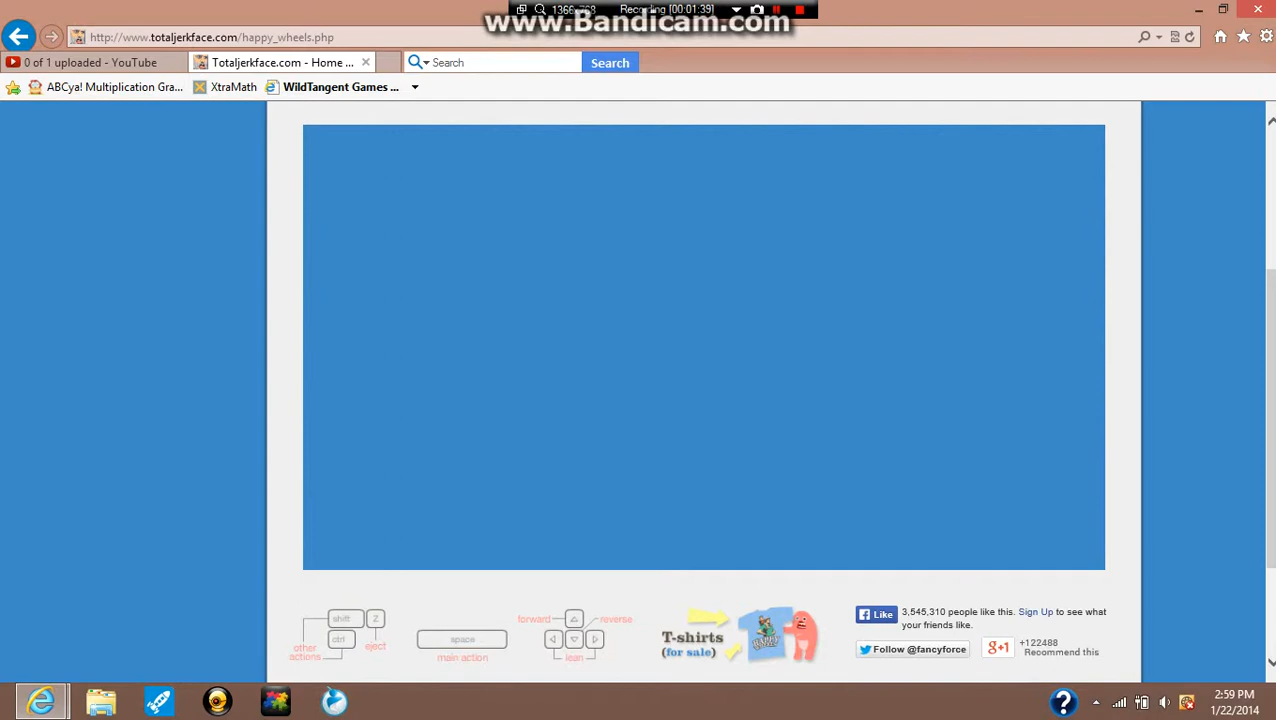 1366x768 Recording [00:01:39]
www.Bandicam.com
http://www.totaljerkface.com/happy_wheels.php
0 of 1 uploaded - YouTube Totaljerkface.com - Home ... Search Search
ABCya! Multiplication Gra... XtraMath WildTangent Games ...
shift Z
ctrl
other actions
eject
space
main action
forward reverse
lean
T-shirts
(for sale)
Like 3,545,310 people like this. Sign Up to see what
your friends like.
Follow @fancyforce
+1 +122488
Recommend this
2:59 PM
1/22/2014